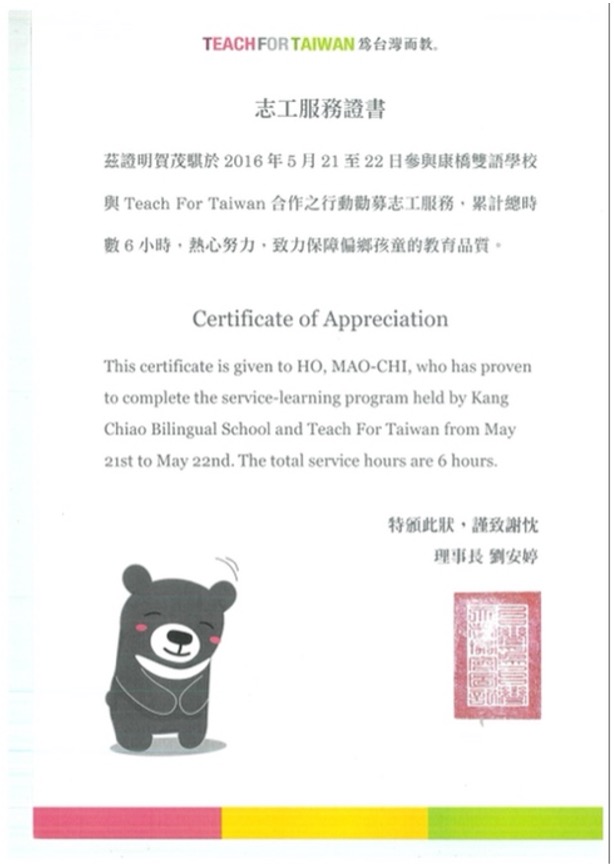 TEACH FOR TAIWAN 為台灣而教。
志工服務證書
茲證明賀茂騏於 2016 年 5 月 21 至 22 日參與康橋雙語學校
與 Teach For Taiwan 合作之行動勸募志工服務，累計總時
數 6 小時，熱心努力，致力保障偏鄉孩童的教育品質。
Certificate of Appreciation
This certificate is given to HO, MAO-CHI, who has proven
to complete the service-learning program held by Kang
Chiao Bilingual School and Teach For Taiwan from May
21st to May 22nd. The total service hours are 6 hours.
特頒此狀，謹致謝忱
理事長 劉安婷